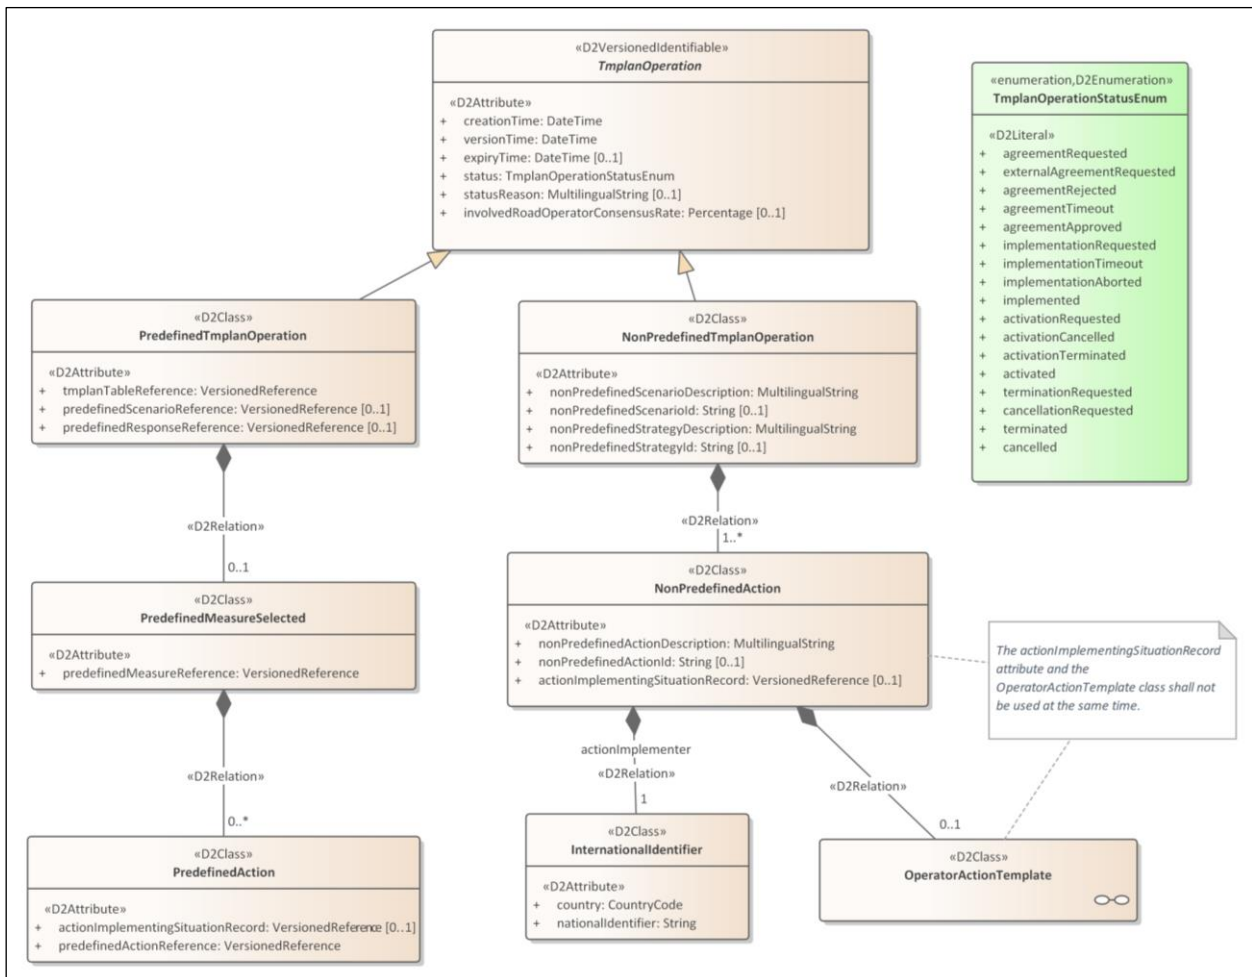 «D2VersionedIdentifiable»
TmplanOperation
«D2Attribute»
+ creationTime: DateTime
+ versionTime: DateTime
+ expiryTime: DateTime [0..1]
+ status: TmplanOperationStatusEnum
+ statusReason: MultilingualString [0..1]
+ involvedRoadOperatorConsensusRate: Percentage [0..1]
«enumeration,D2Enumeration»
TmplanOperationStatusEnum
«D2Literal»
+ agreementRequested
+ externalAgreementRequested
+ agreementRejected
+ agreementTimeout
+ agreementApproved
+ implementationRequested
+ implementationTimeout
+ implementationAborted
+ implemented
+ activationRequested
+ activationCancelled
+ activationTerminated
+ activated
+ terminationRequested
+ cancellationRequested
+ terminated
+ cancelled
«D2Class»
PredefinedTmplanOperation
«D2Attribute»
+ tmplanTableReference: VersionedReference
+ predefinedScenarioReference: VersionedReference [0..1]
+ predefinedResponseReference: VersionedReference [0..1]
«D2Class»
NonPredefinedTmplanOperation
«D2Attribute»
+ nonPredefinedScenarioDescription: MultilingualString
+ nonPredefinedScenarioId: String [0..1]
+ nonPredefinedStrategyDescription: MultilingualString
+ nonPredefinedStrategyId: String [0..1]
«D2Relation»
0..1
«D2Relation»
1..*
«D2Class»
PredefinedMeasureSelected
«D2Attribute»
+ predefinedMeasureReference: VersionedReference
«D2Class»
NonPredefinedAction
«D2Attribute»
+ nonPredefinedActionDescription: MultilingualString
+ nonPredefinedActionId: String [0..1]
+ actionImplementingSituationRecord: VersionedReference [0..1]
The actionImplementingSituationRecord
attribute and the
OperatorActionTemplate class shall not
be used at the same time.
«D2Relation»
0..*
actionImplementer
«D2Relation»
1
«D2Relation»
0..1
«D2Class»
PredefinedAction
«D2Attribute»
+ actionImplementingSituationRecord: VersionedReference [0..1]
+ predefinedActionReference: VersionedReference
«D2Class»
InternationalIdentifier
«D2Attribute»
+ country: CountryCode
+ nationalIdentifier: String
«D2Class»
OperatorActionTemplate